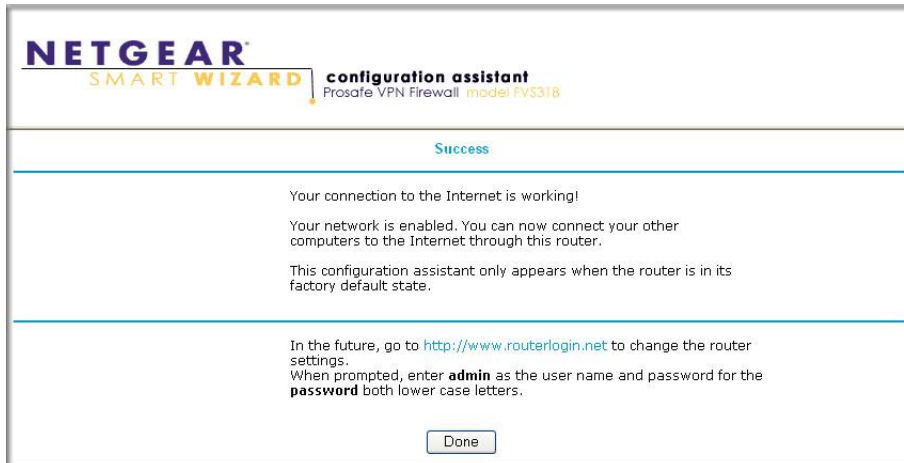 NETGEAR
SMART WIZARD
configuration assistant
Prosafe VPN Firewall model FVS318
Success
Your connection to the Internet is working!
Your network is enabled. You can now connect your other
computers to the Internet through this router.
This configuration assistant only appears when the router is in its
factory default state.
In the future, go to http://www.routerlogin.net to change the router
settings.
When prompted, enter admin as the user name and password for the
password both lower case letters.
Done